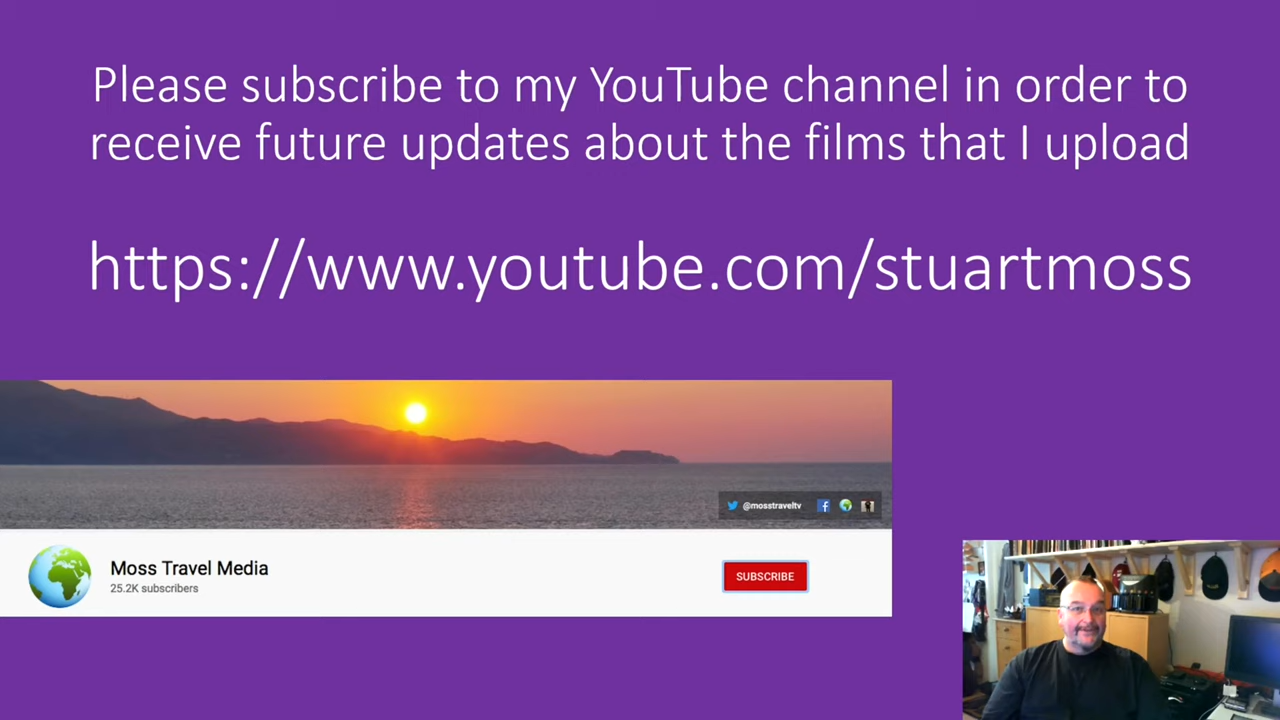 Please subscribe to my YouTube channel in order to
receive future updates about the films that I upload
https://www.youtube.com/stuartmoss
@mosstraveltv
Moss Travel Media
25.2K subscribers
SUBSCRIBE